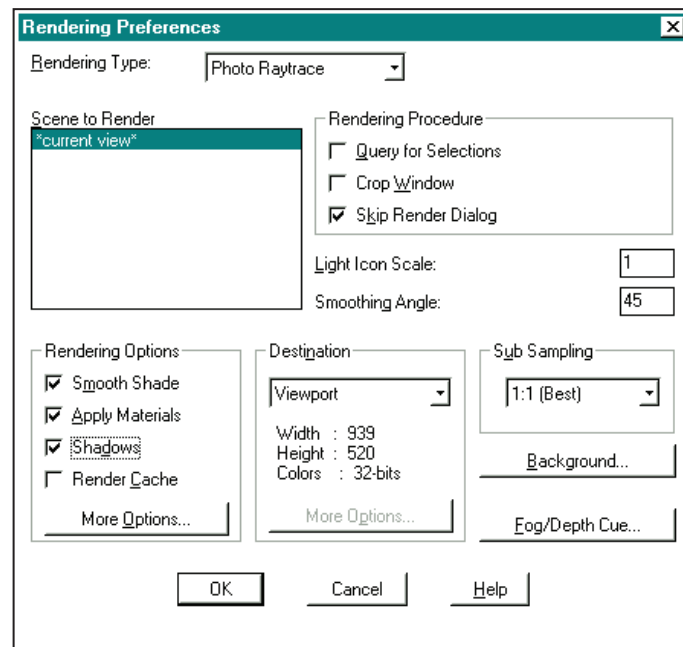 Rendering Preferences
Rendering Type:
Photo Raytrace
Scene to Render
*current view*
Rendering Procedure
Query for Selections
Crop Window
Skip Render Dialog
Light Icon Scale:
1
Smoothing Angle:
45
Rendering Options
Smooth Shade
Apply Materials
Shadows
Render Cache
More Options...
Destination
Viewport
Width : 939
Height : 520
Colors : 32-bits
More Options...
Sub Sampling
1:1 (Best)
Background...
Fog/Depth Cue...
OK
Cancel
Help